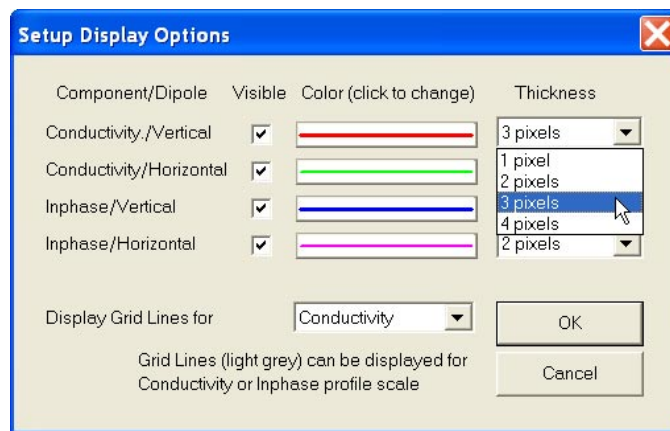 Setup Display Options
Component/Dipole Visible Color (click to change) Thickness
Conductivity./Vertical 3 pixels
1 pixel
Conductivity/Horizontal
2 pixels
Inphase/Vertical 3 pixels
4 pixels
Inphase/Horizontal 2 pixels
Display Grid Lines for Conductivity OK
Grid Lines (light grey) can be displayed for
Conductivity or Inphase profile scale
Cancel